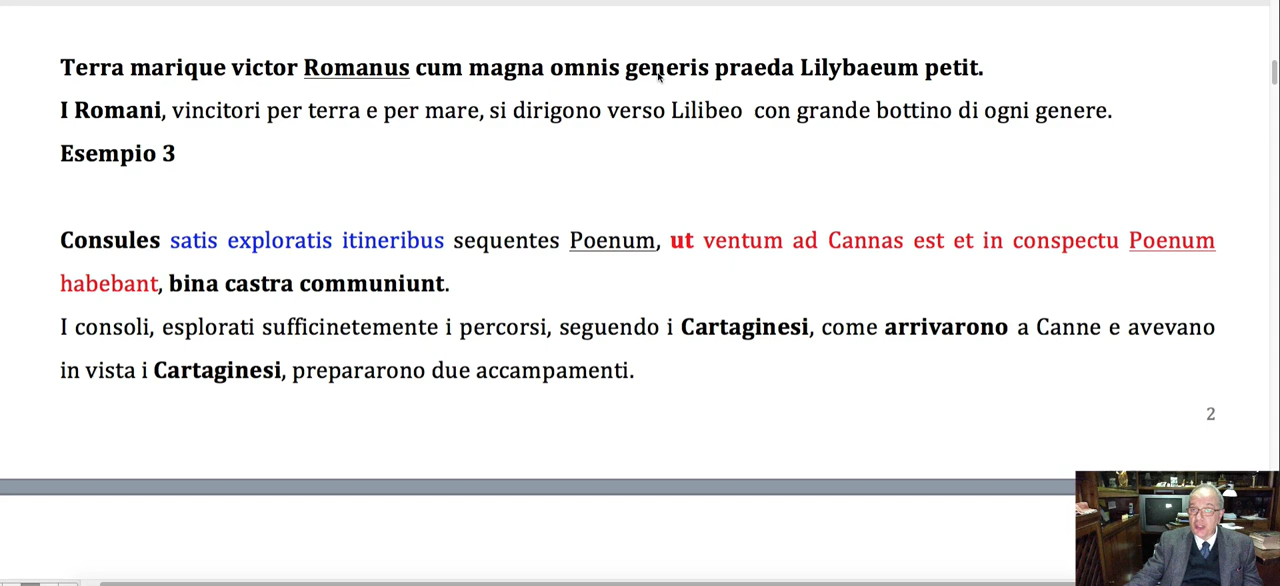 Terra marique victor Romanus cum magna omnis generis praeda Lilybaeum petit.
I Romani, vincitori per terra e per mare, si dirigono verso Lilibeo con grande bottino di ogni genere.
Esempio 3
Consules satis exploratis itineribus sequentes Poenum, ut ventum ad Cannas est et in conspectu Poenum
habebant, bina castra communiunt.
I consoli, esplorati sufficinetemente i percorsi, seguendo i Cartaginesi, come arrivarono a Canne e avevano
in vista i Cartaginesi, prepararono due accampamenti.
2